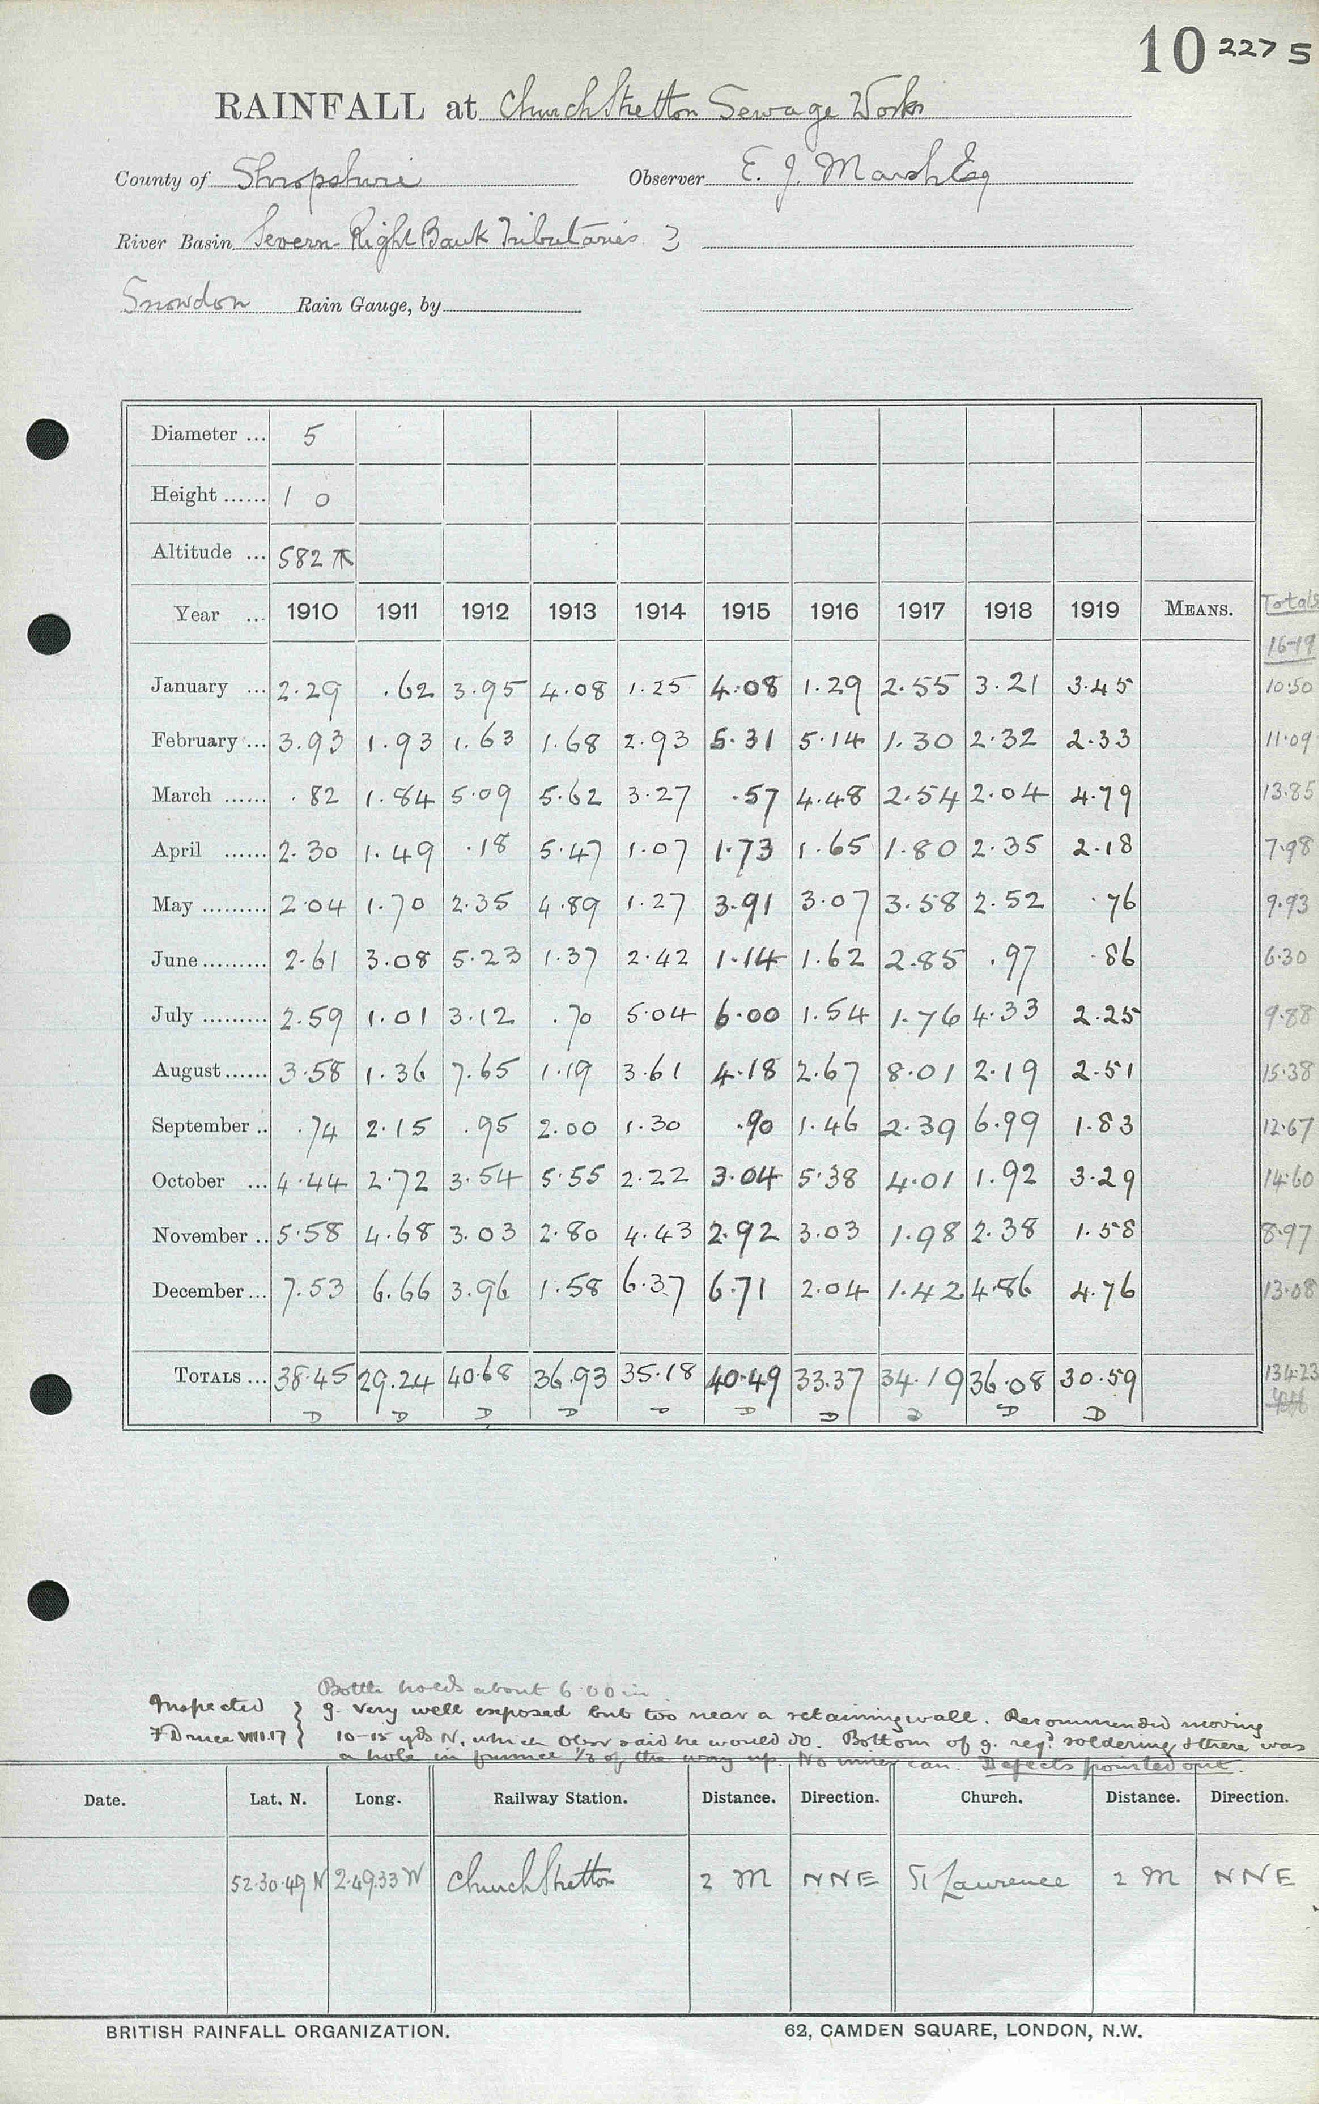 10 2275
RAINFALL at Church Stretton Sewage Works
County of Shropshire Observer E. J. Marsh Esq
River Basin Severn-Right Bank Tributaries 3
Snowdon Rain Gauge, by
Diameter ... 5
Height ...... 1 0
Altitude ... 582 ft
Year ... 1910 1911 1912 1913 1914 1915 1916 1917 1918 1919 MEANS. Totals
16-19
January ... 2.29 .62 3.95 4.08 1.25 4.08 1.29 2.55 3.21 3.45 10.50
February ... 3.93 1.93 1.63 1.68 2.93 5.31 5.14 1.30 2.32 2.33 11.09
March ...... .82 1.84 5.09 5.62 3.27 .57 4.48 2.54 2.04 4.79 13.85
April ...... 2.30 1.49 .18 5.47 1.07 1.73 1.65 1.80 2.35 2.18 7.98
May ......... 2.04 1.70 2.35 4.89 1.27 3.91 3.07 3.58 2.52 .76 9.93
June ......... 2.61 3.08 5.23 1.37 2.42 1.14 1.62 2.85 .97 .86 6.30
July ......... 2.59 1.01 3.12 .70 5.04 6.00 1.54 1.76 4.33 2.25 9.88
August ...... 3.58 1.36 7.65 1.19 3.61 4.18 2.67 8.01 2.19 2.51 15.38
September .. .74 2.15 .95 2.00 1.30 .90 1.46 2.39 6.99 1.83 12.67
October ... 4.44 2.72 3.54 5.55 2.22 3.04 5.38 4.01 1.92 3.29 14.60
November .. 5.58 4.68 3.03 2.80 4.43 2.92 3.03 1.98 2.38 1.58 8.97
December ... 7.53 6.66 3.96 1.58 6.37 6.71 2.04 1.42 4.86 4.76 13.08
TOTALS ... 38.45 29.24 40.68 36.93 35.18 40.49 33.37 34.19 36.08 30.59 134.23
D D D D D D D D D D
Bottle holds about 6.00 in.
Inspected } g. very well exposed but too near a retaining wall. Recommended moving
F Druce VIII.17 } 10-15 yds N, which obsr said he would do. Bottom of g. reqd soldering & there was
a hole in funnel 1/3 of the way up. No inner can. Defects pointed out.
Date. Lat. N. Long. Railway Station. Distance. Direction. Church. Distance. Direction.
52.30.49 N 2.49.33 W Church Stretton 2 M NNE St Laurence 2 M NNE
BRITISH RAINFALL ORGANIZATION. 62, CAMDEN SQUARE, LONDON, N.W.